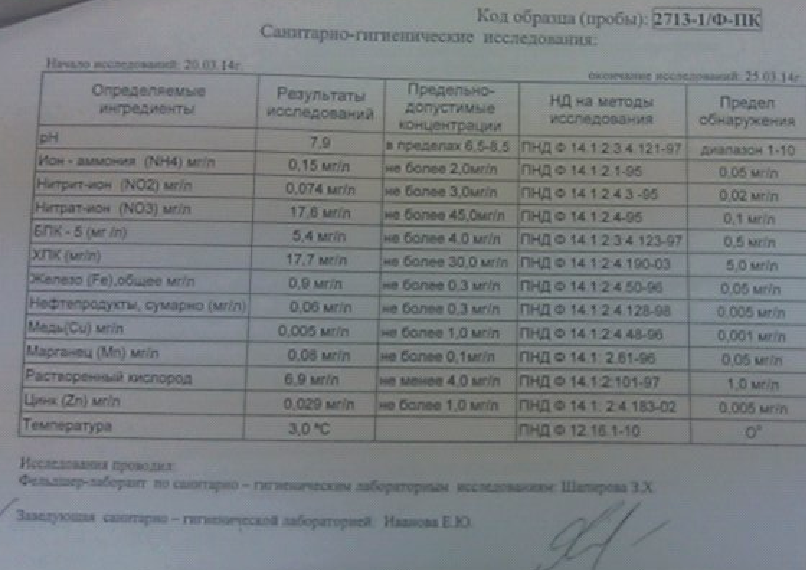 Код образца (пробы): 2713-1/Ф-ПК
Санитарно-гигиенические исследования:
Начало исследований: 20.03.14г. окончание исследований: 25.03.14г.
Определяемые ингредиенты Результаты исследований Предельно-допустимые концентрации НД на методы исследования Предел обнаружения
pH 7,9 в пределах 6,5-8,5 ПНД Ф 14.1:2:3:4.121-97 диапазон 1-10
Ион - аммония (NH4) мг/л 0,15 мг/л не более 2,0мг/л ПНД Ф 14.1:2.1-95 0,05 мг/л
Нитрит-ион (NO2) мг/л 0,074 мг/л не более 3,0мг/л ПНД Ф 14.1:2:4.3 -95 0,02 мг/л
Нитрат-ион (NO3) мг/л 17,6 мг/л не более 45,0мг/л ПНД Ф 14.1:2.4-95 0,1 мг/л
БПК - 5 (мг /л) 5,4 мг/л не более 4.0 мг/л ПНД Ф 14.1:2:3:4.123-97 0,5 мг/л
ХПК (мг/л) 17,7 мг/л не более 30,0 мг/л ПНД Ф 14.1:2:4.190-03 5,0 мг/л
Железо (Fe),общее мг/л 0,9 мг/л не более 0,3 мг/л ПНД Ф 14.1:2:4.50-96 0,05 мг/л
Нефтепродукты, сумарно (мг/л) 0,06 мг/л не более 0,3 мг/л ПНД Ф 14.1:2:4.128-98 0,005 мг/л
Медь(Cu) мг/л 0,005 мг/л не более 1,0 мг/л ПНД Ф 14.1:2:4.48-96 0,001 мг/л
Марганец (Mn) мг/л 0,08 мг/л не более 0,1мг/л ПНД Ф 14.1: 2.61-96 0,05 мг/л
Растворенный кислород 6,9 мг/л не менее 4,0 мг/л ПНД Ф 14.1:2:101-97 1,0 мг/л
Цинк (Zn) мг/л 0,029 мг/л не более 1,0 мг/л ПНД Ф 14.1: 2:4.183-02 0,005 мг/л
Температура 3,0 ºС ПНД Ф 12.16.1-10 0°
Исследования проводил:
Фельдшер-лаборант по санитарно – гигиеническим лабораторным исследованиям: Шапирова З.Х.
Заведующая санитарно – гигиенической лабораторией: Иванова Е.Ю.